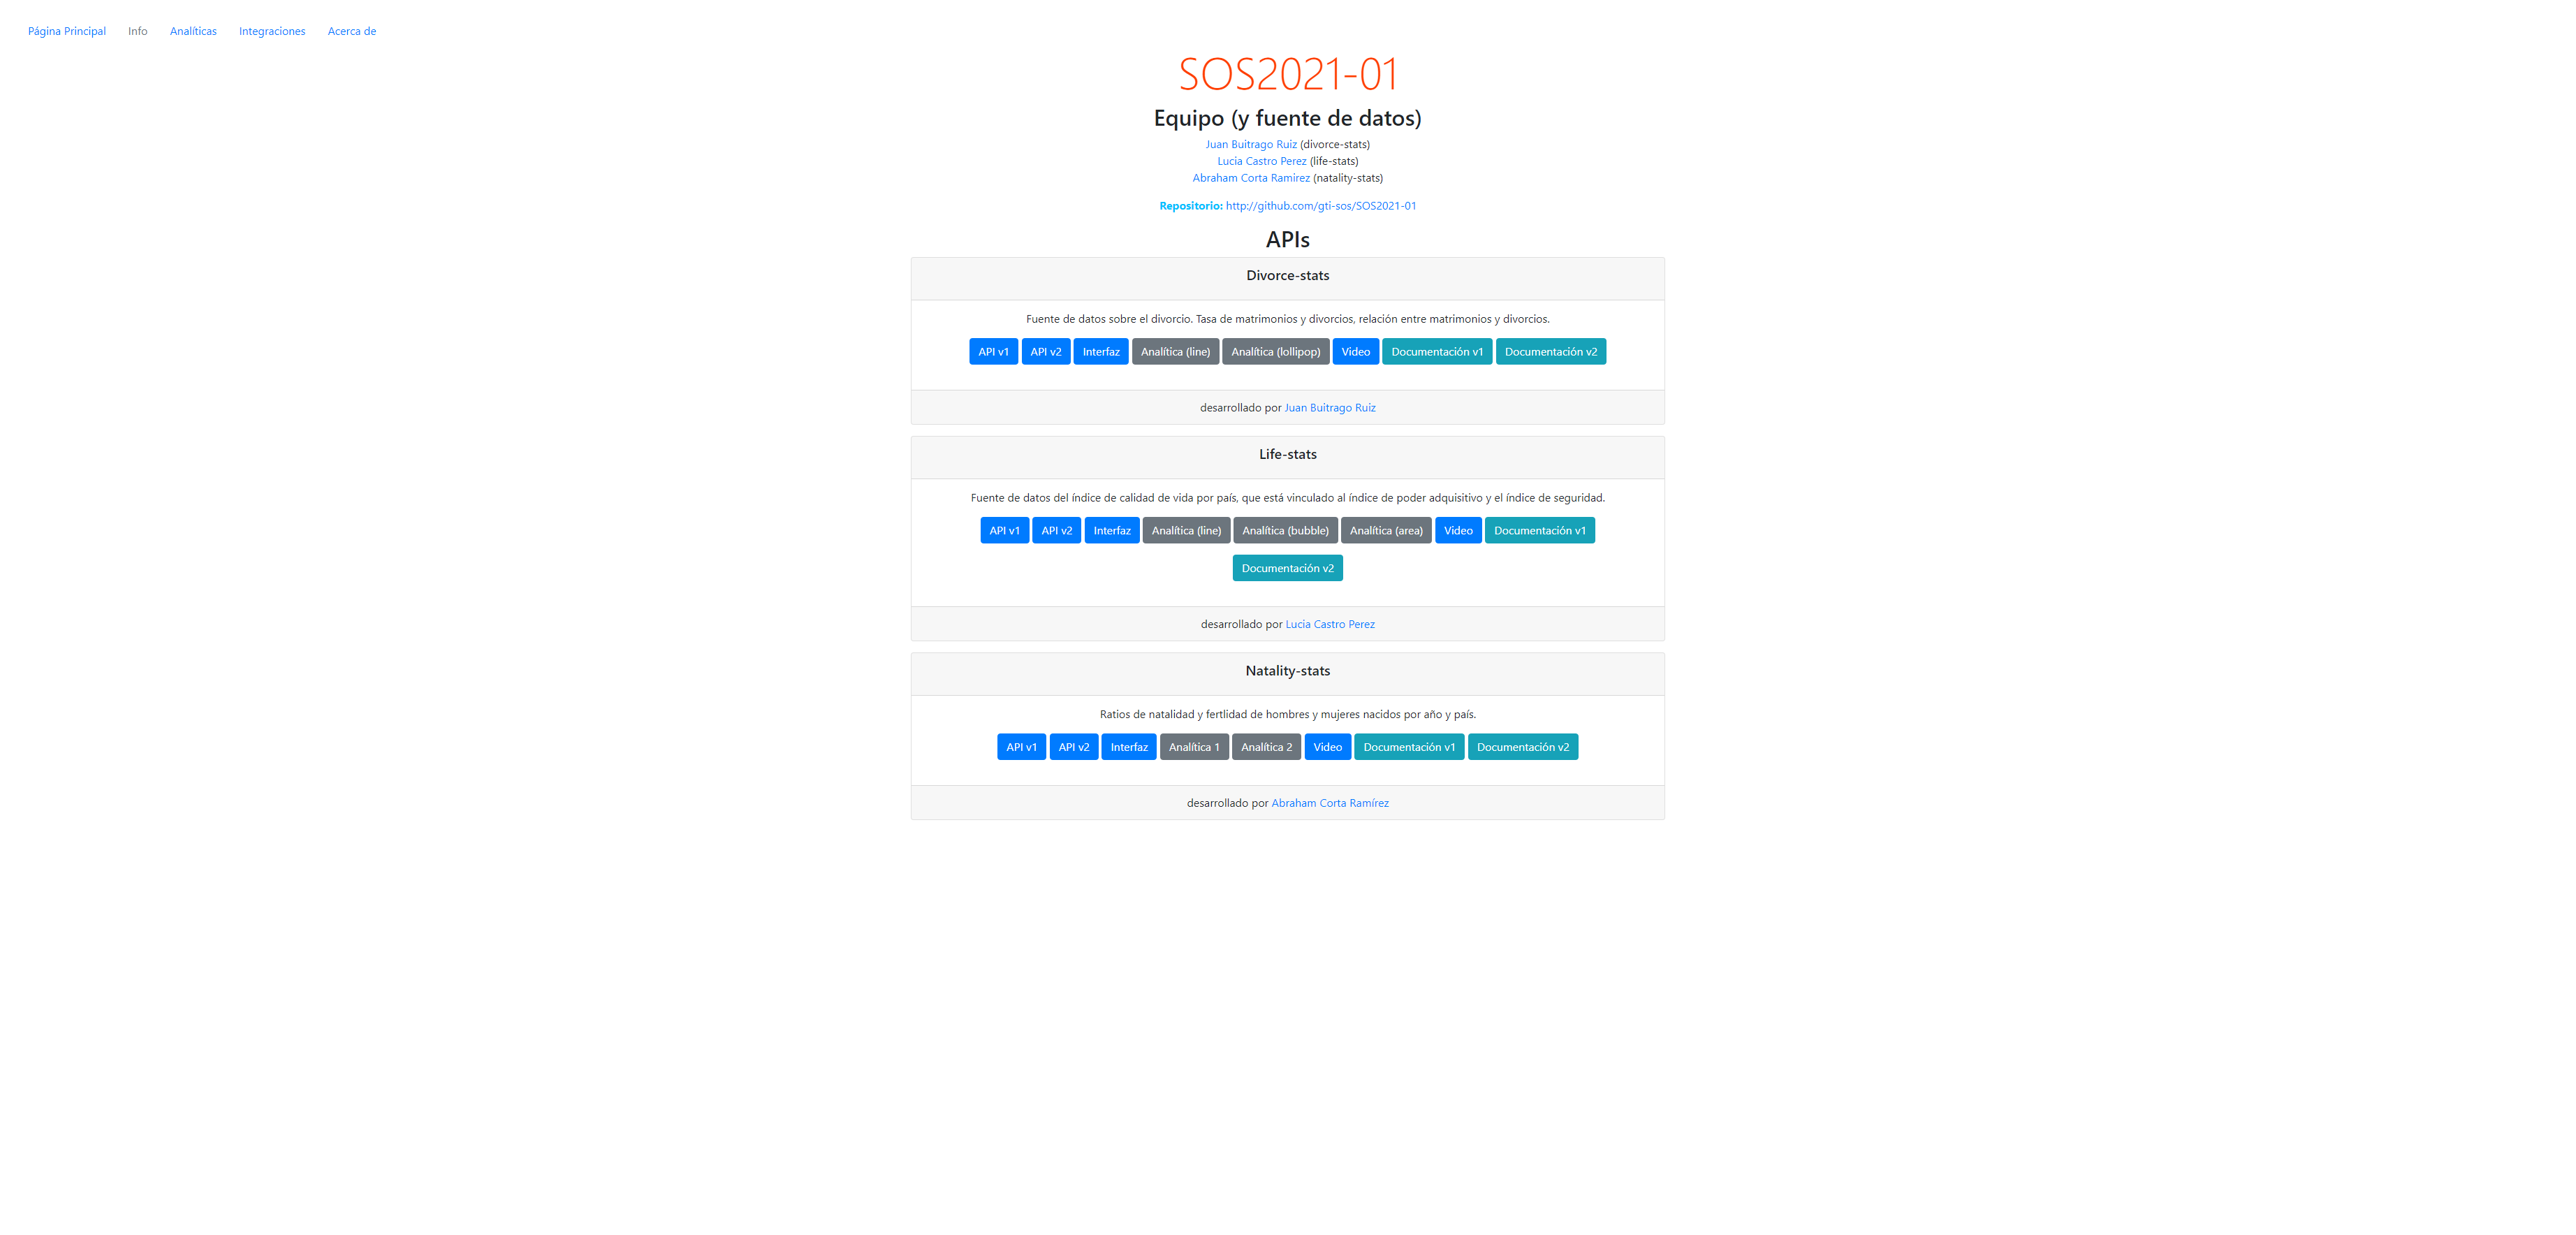 Página Principal Info Analíticas Integraciones Acerca de
SOS2021-01
Equipo (y fuente de datos)
Juan Buitrago Ruiz (divorce-stats)
Lucia Castro Perez (life-stats)
Abraham Corta Ramirez (natality-stats)
Repositorio: http://github.com/gti-sos/SOS2021-01
APIs
Divorce-stats
Fuente de datos sobre el divorcio. Tasa de matrimonios y divorcios, relación entre matrimonios y divorcios.
API v1 API v2 Interfaz Analítica (line) Analítica (lollipop) Video Documentación v1 Documentación v2
desarrollado por Juan Buitrago Ruiz
Life-stats
Fuente de datos del índice de calidad de vida por país, que está vinculado al índice de poder adquisitivo y el índice de seguridad.
API v1 API v2 Interfaz Analítica (line) Analítica (bubble) Analítica (area) Video Documentación v1
Documentación v2
desarrollado por Lucia Castro Perez
Natality-stats
Ratios de natalidad y fertlidad de hombres y mujeres nacidos por año y país.
API v1 API v2 Interfaz Analítica 1 Analítica 2 Video Documentación v1 Documentación v2
desarrollado por Abraham Corta Ramírez